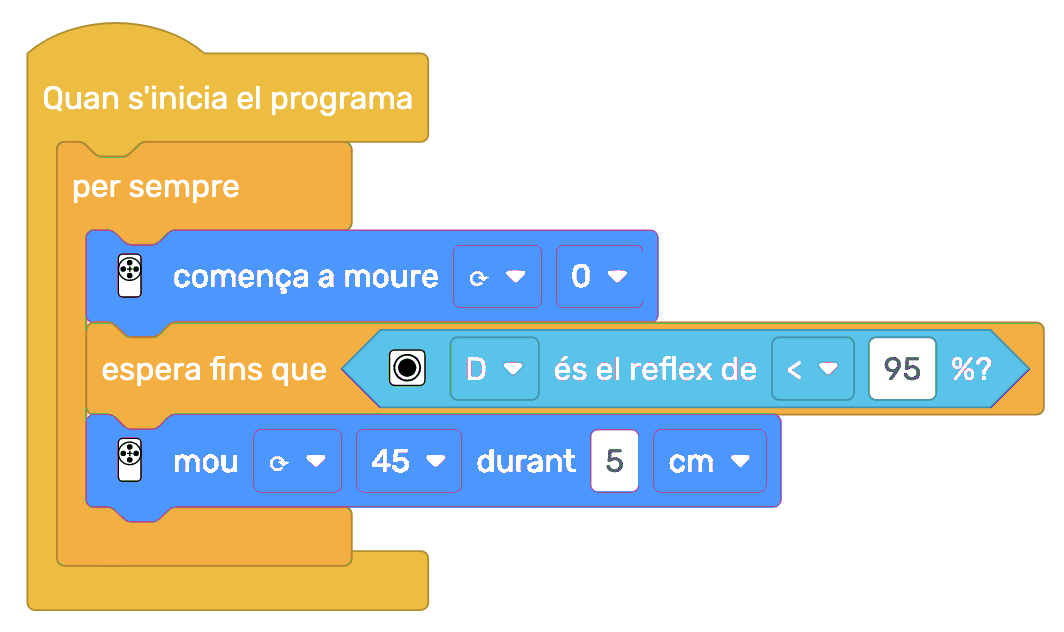 Quan s'inicia el programa
per sempre
comença a moure ⟳ 0
espera fins que D és el reflex de < 95 %?
mou ⟳ 45 durant 5 cm